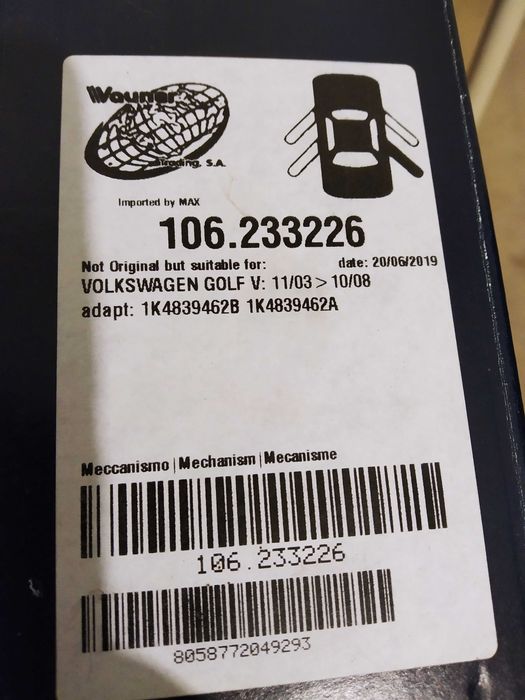 Wauner
Trading, S.A.
Imported by MAX
106.233226
Not Original but suitable for: date: 20/06/2019
VOLKSWAGEN GOLF V: 11/03 > 10/08
adapt: 1K4839462B 1K4839462A
Meccanismo | Mechanism | Mecanisme
106.233226
8058772049293